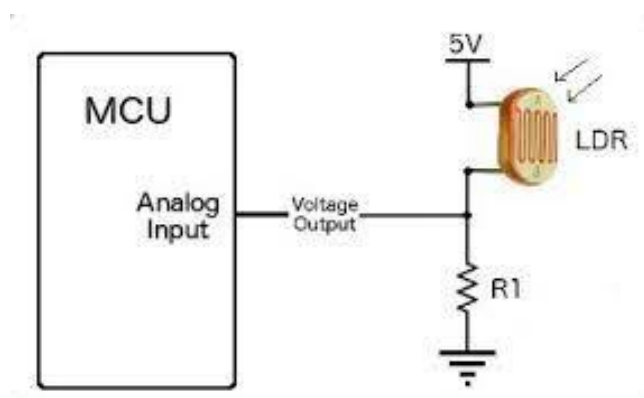 5V
MCU
LDR
Analog
Input
Voltage
Output
R1